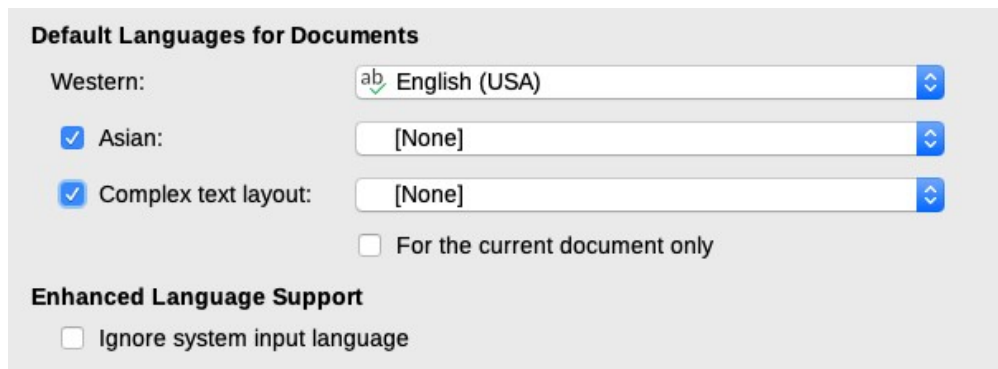 Default Languages for Documents
Western: ab English (USA)
Asian: [None]
Complex text layout: [None]
For the current document only
Enhanced Language Support
Ignore system input language